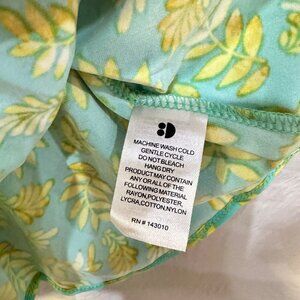 MACHINE WASH COLD
GENTLE CYCLE
DO NOT BLEACH
HANG DRY
PRODUCT MAY CONTAIN
ANY OR ALL OF THE
FOLLOWING MATERIAL
RAYON,POLYESTER,
LYCRA,COTTON,NYLON
RN # 143010